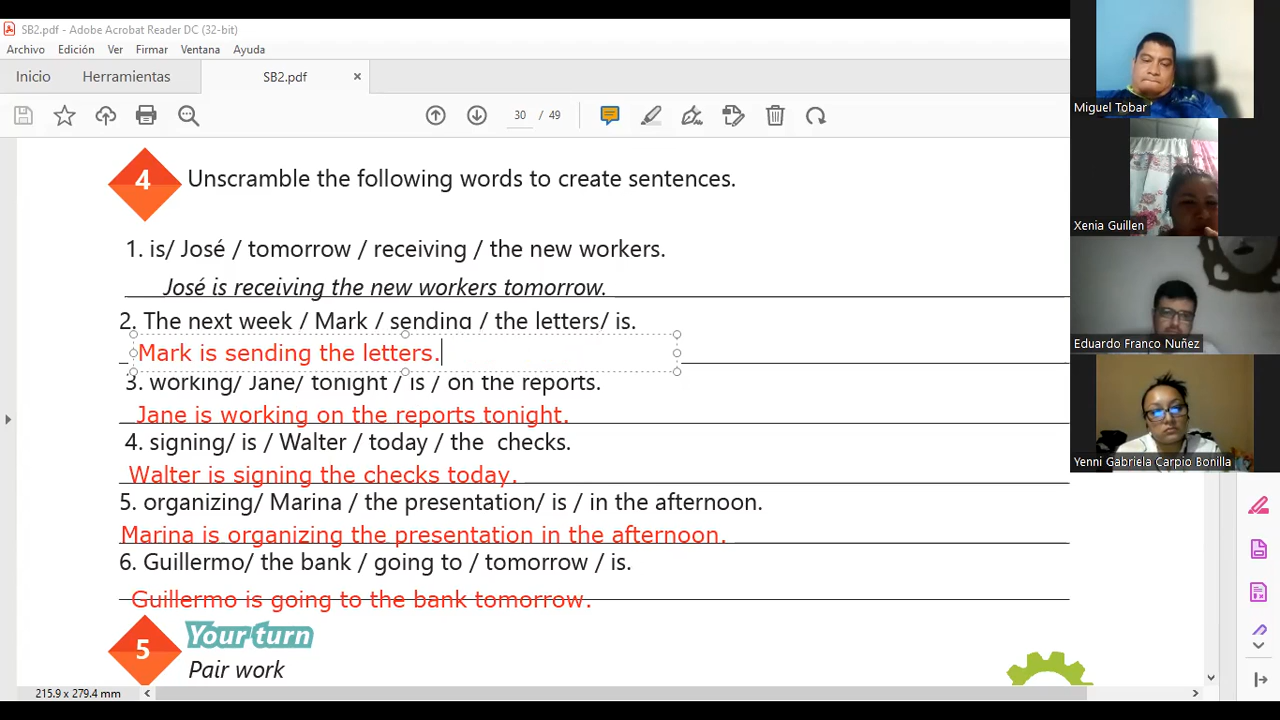 SB2.pdf - Adobe Acrobat Reader DC (32-bit)
Archivo Edición Ver Firmar Ventana Ayuda
Inicio Herramientas SB2.pdf ×
30 / 49
4 Unscramble the following words to create sentences.
1. is/ José / tomorrow / receiving / the new workers.
José is receiving the new workers tomorrow.
2. The next week / Mark / sending / the letters/ is.
Mark is sending the letters.
3. working/ Jane/ tonight / is / on the reports.
Jane is working on the reports tonight.
4. signing/ is / Walter / today / the checks.
Walter is signing the checks today.
5. organizing/ Marina / the presentation/ is / in the afternoon.
Marina is organizing the presentation in the afternoon.
6. Guillermo/ the bank / going to / tomorrow / is.
Guillermo is going to the bank tomorrow.
5 Your turn
Pair work
215.9 x 279.4 mm
Miguel Tobar
Xenia Guillen
Eduardo Franco Nuñez
Yenni Gabriela Carpio Bonilla